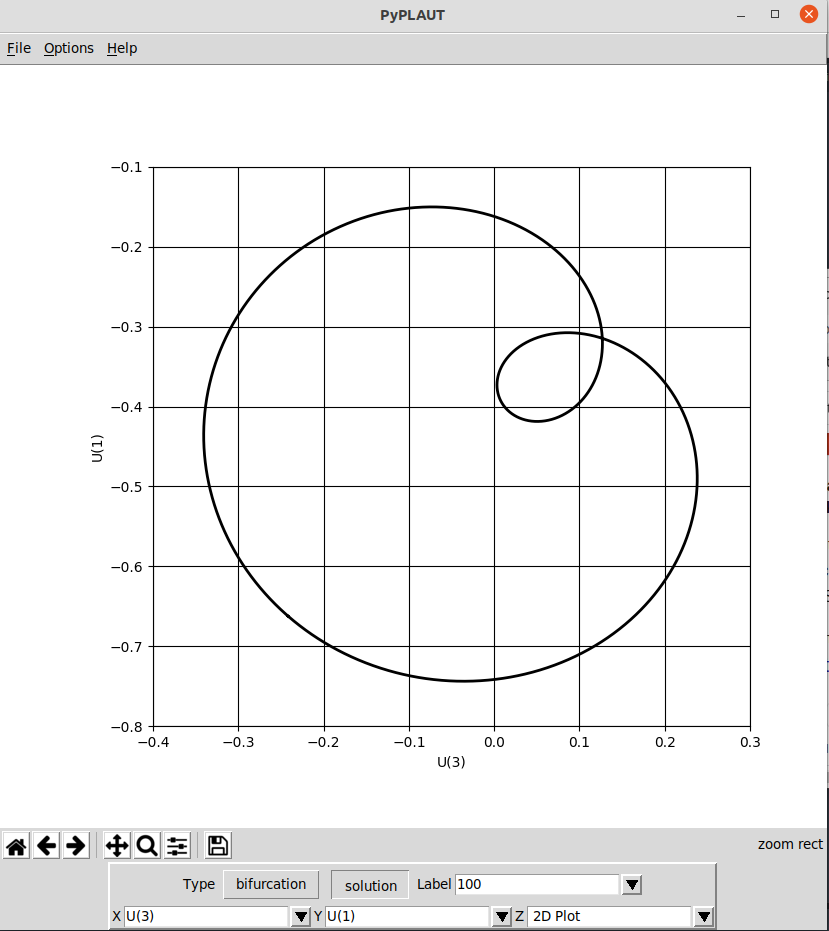 PyPLAUT
File Options Help
−0.1
−0.2
−0.3
−0.4
−0.5
−0.6
−0.7
−0.8
U(1)
−0.4 −0.3 −0.2 −0.1 0.0 0.1 0.2 0.3
U(3)
zoom rect
Type bifurcation solution Label 100
X U(3) Y U(1) Z 2D Plot